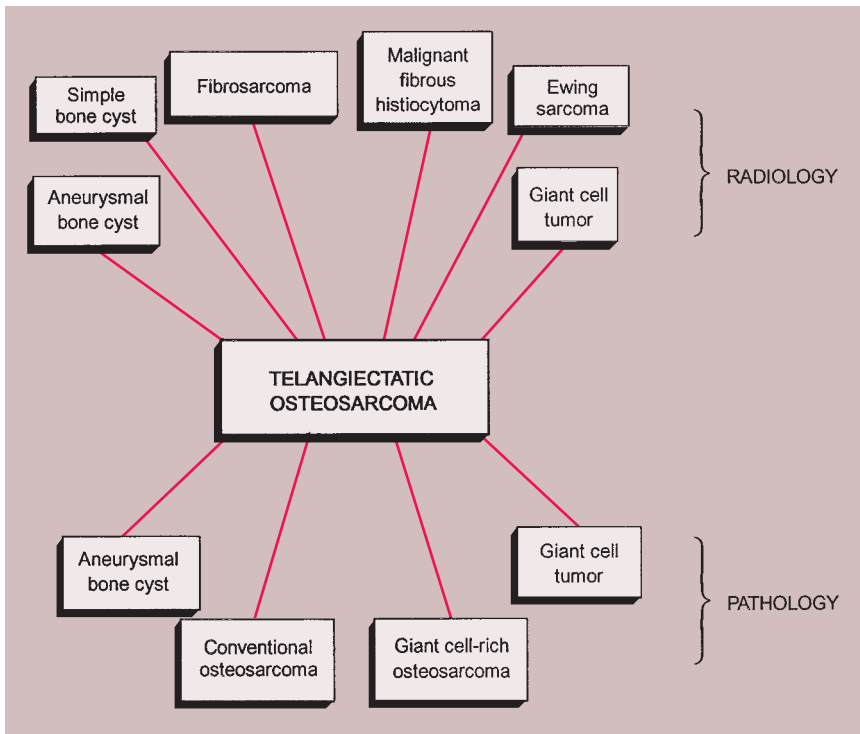 Simple
bone cyst
Fibrosarcoma
Malignant
fibrous
histiocytoma
Ewing
sarcoma
Aneurysmal
bone cyst
Giant cell
tumor
RADIOLOGY
TELANGIECTATIC
OSTEOSARCOMA
Aneurysmal
bone cyst
Giant cell
tumor
Conventional
osteosarcoma
Giant cell-rich
osteosarcoma
PATHOLOGY